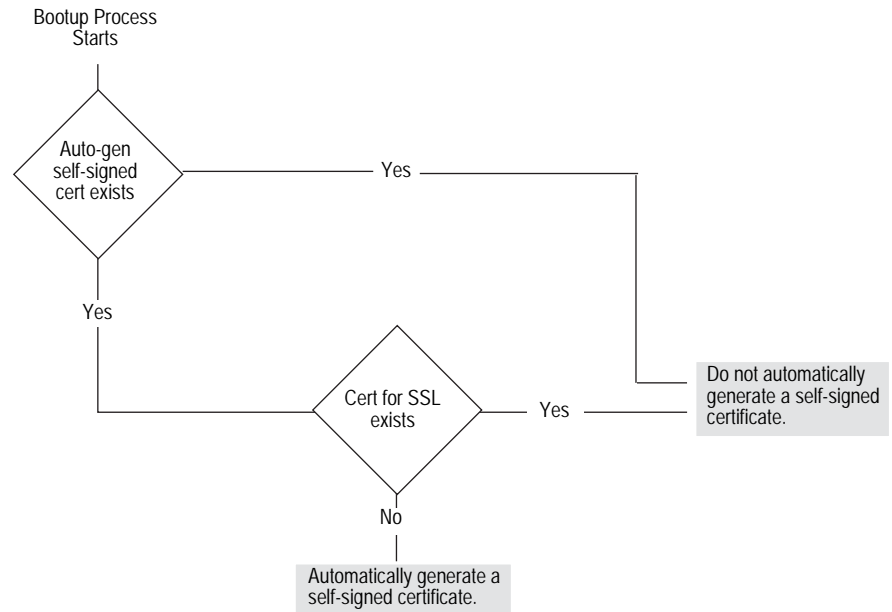 Bootup Process
Starts
Auto-gen
self-signed
cert exists
Yes
Yes
Cert for SSL
exists
Yes
Do not automatically
generate a self-signed
certificate.
No
Automatically generate a
self-signed certificate.